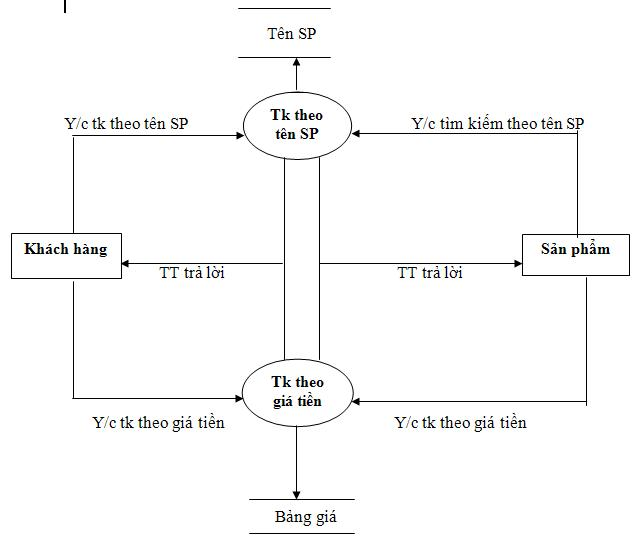 Tên SP
Tk theo
tên SP
Y/c tk theo tên SP
Y/c tìm kiếm theo tên SP
Khách hàng
Sản phẩm
TT trả lời
TT trả lời
Tk theo
giá tiền
Y/c tk theo giá tiền
Y/c tk theo giá tiền
Bảng giá